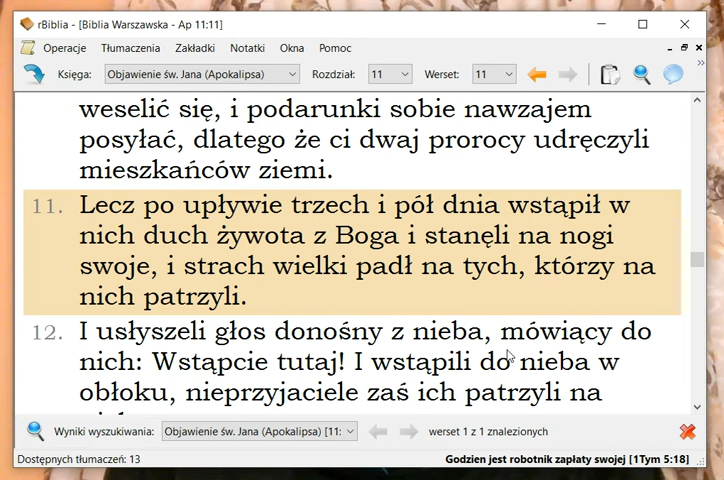 rBiblia - [Biblia Warszawska - Ap 11:11]
Operacje Tłumaczenia Zakładki Notatki Okna Pomoc
Księga: Objawienie św. Jana (Apokalipsa) Rozdział: 11 Werset: 11
weselić się, i podarunki sobie nawzajem
posyłać, dlatego że ci dwaj prorocy udręczyli
mieszkańców ziemi.
11. Lecz po upływie trzech i pół dnia wstąpił w
nich duch żywota z Boga i stanęli na nogi
swoje, i strach wielki padł na tych, którzy na
nich patrzyli.
12. I usłyszeli głos donośny z nieba, mówiący do
nich: Wstąpcie tutaj! I wstąpili do nieba w
obłoku, nieprzyjaciele zaś ich patrzyli na
Wyniki wyszukiwania: Objawienie św. Jana (Apokalipsa) [11: werset 1 z 1 znalezionych
Dostępnych tłumaczeń: 13 Godzien jest robotnik zapłaty swojej [1Tym 5:18]